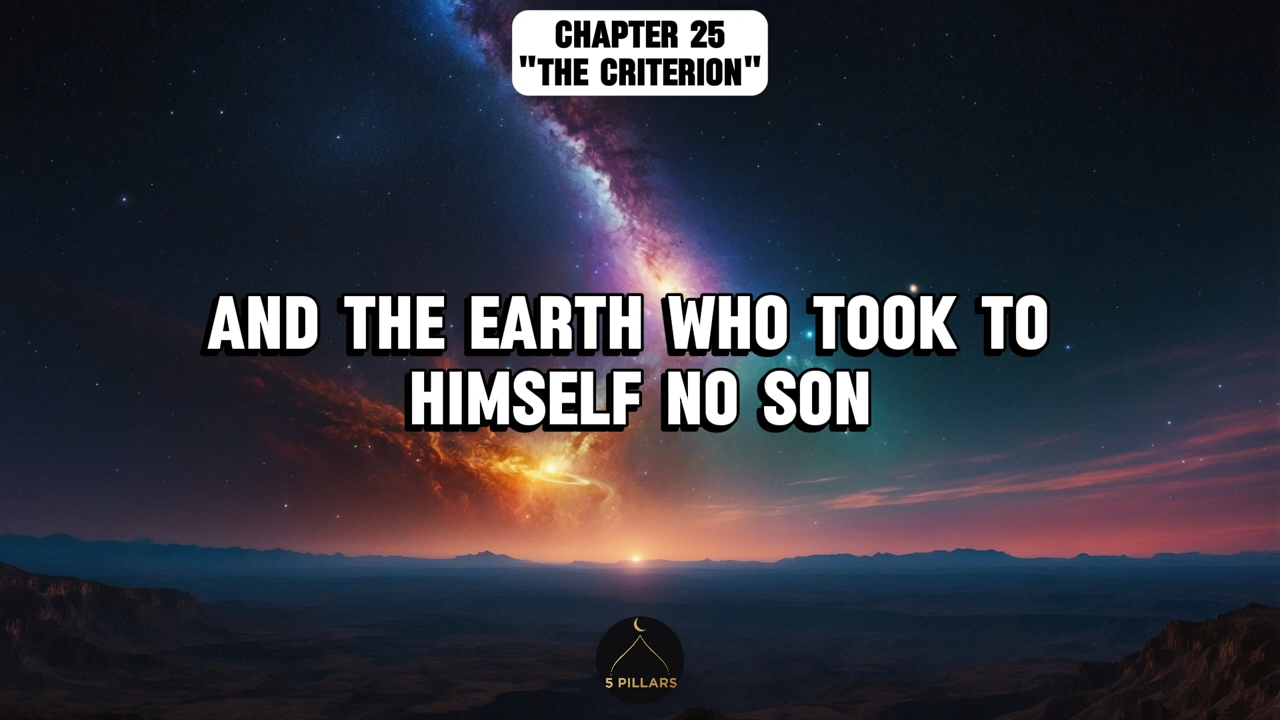 CHAPTER 25
"THE CRITERION"
AND THE EARTH WHO TOOK TO
HIMSELF NO SON
5 PILLARS